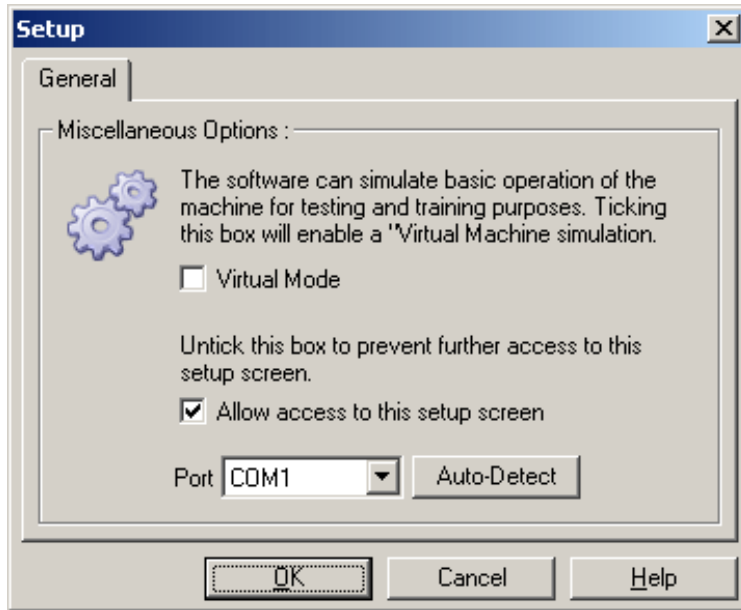 Setup
General
Miscellaneous Options :
The software can simulate basic operation of the
machine for testing and training purposes. Ticking
this box will enable a "Virtual Machine simulation.
Virtual Mode
Untick this box to prevent further access to this
setup screen.
Allow access to this setup screen
Port COM1 Auto-Detect
OK Cancel Help